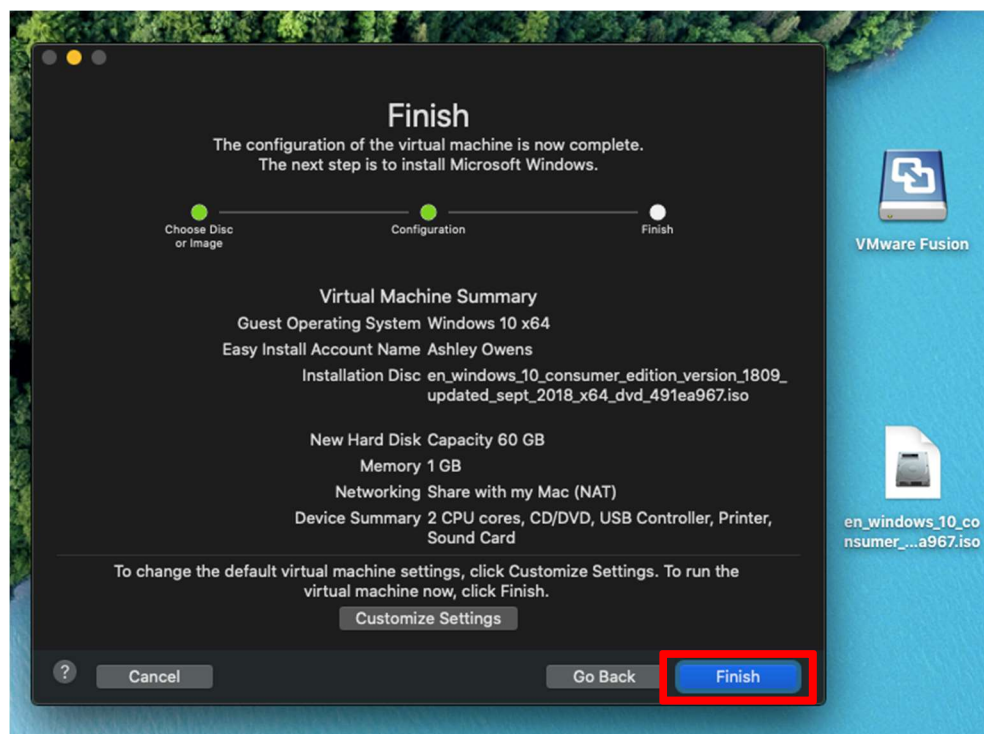 Finish
The configuration of the virtual machine is now complete.
The next step is to install Microsoft Windows.
Choose Disc
or Image
Configuration
Finish
Virtual Machine Summary
Guest Operating System Windows 10 x64
Easy Install Account Name Ashley Owens
Installation Disc en_windows_10_consumer_edition_version_1809_
updated_sept_2018_x64_dvd_491ea967.iso
New Hard Disk Capacity 60 GB
Memory 1 GB
Networking Share with my Mac (NAT)
Device Summary 2 CPU cores, CD/DVD, USB Controller, Printer,
Sound Card
To change the default virtual machine settings, click Customize Settings. To run the
virtual machine now, click Finish.
Customize Settings
? Cancel Go Back Finish
VMware Fusion
en_windows_10_co
nsumer_...a967.iso